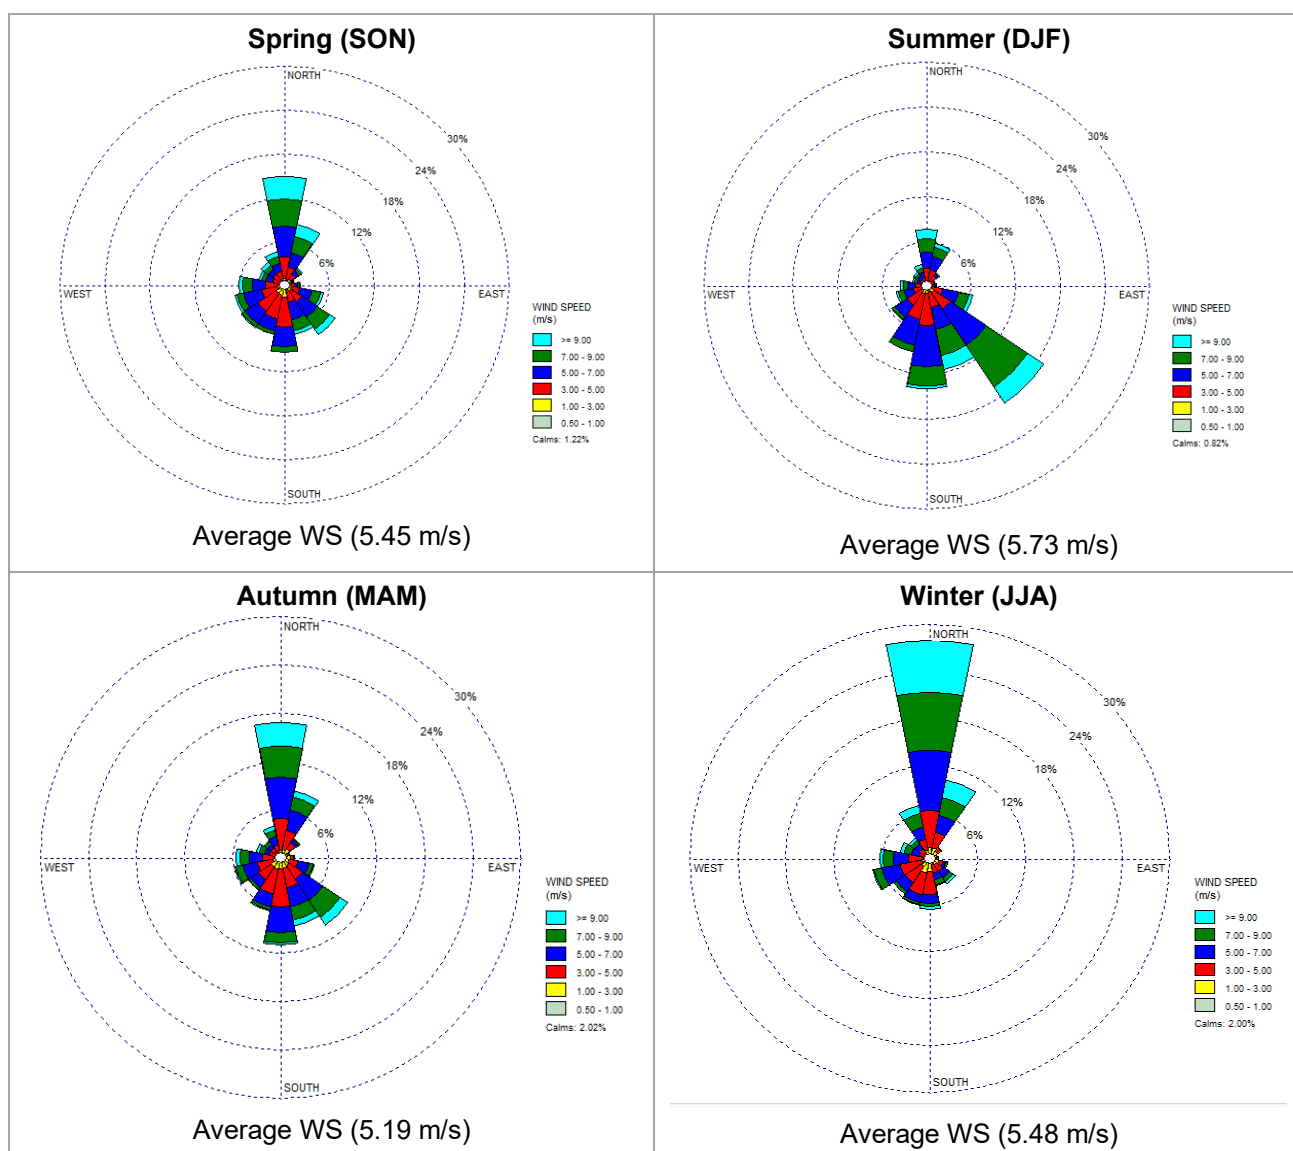 Spring (SON)
NORTH
30%
24%
18%
12%
6%
WEST
EAST
SOUTH
WIND SPEED
(m/s)
>= 9.00
7.00 - 9.00
5.00 - 7.00
3.00 - 5.00
1.00 - 3.00
0.50 - 1.00
Calms: 1.22%
Average WS (5.45 m/s)
Summer (DJF)
NORTH
30%
24%
18%
12%
6%
WEST
EAST
SOUTH
WIND SPEED
(m/s)
>= 9.00
7.00 - 9.00
5.00 - 7.00
3.00 - 5.00
1.00 - 3.00
0.50 - 1.00
Calms: 0.82%
Average WS (5.73 m/s)
Autumn (MAM)
NORTH
30%
24%
18%
12%
6%
WEST
EAST
SOUTH
WIND SPEED
(m/s)
>= 9.00
7.00 - 9.00
5.00 - 7.00
3.00 - 5.00
1.00 - 3.00
0.50 - 1.00
Calms: 2.02%
Average WS (5.19 m/s)
Winter (JJA)
NORTH
30%
24%
18%
12%
6%
WEST
EAST
SOUTH
WIND SPEED
(m/s)
>= 9.00
7.00 - 9.00
5.00 - 7.00
3.00 - 5.00
1.00 - 3.00
0.50 - 1.00
Calms: 2.00%
Average WS (5.48 m/s)